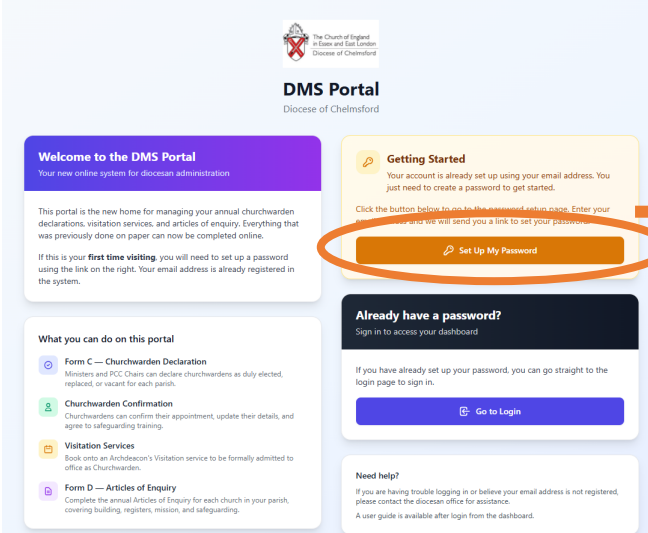 The Church of England
in Essex and East London
Diocese of Chelmsford
DMS Portal
Diocese of Chelmsford
Welcome to the DMS Portal
Your new online system for diocesan administration
This portal is the new home for managing your annual churchwarden
declarations, visitation services, and articles of enquiry. Everything that
was previously done on paper can now be completed online.
If this is your first time visiting, you will need to set up a password
using the link on the right. Your email address is already registered in
the system.
What you can do on this portal
Form C — Churchwarden Declaration
Ministers and PCC Chairs can declare churchwardens as duly elected,
replaced, or vacant for each parish.
Churchwarden Confirmation
Churchwardens can confirm their appointment, update their details, and
agree to safeguarding training.
Visitation Services
Book onto an Archdeacon's Visitation service to be formally admitted to
office as Churchwarden.
Form D — Articles of Enquiry
Complete the annual Articles of Enquiry for each church in your parish,
covering building, registers, mission, and safeguarding.
Getting Started
Your account is already set up using your email address. You
just need to create a password to get started.
Click the button below to go to the password setup page. Enter your
and we will send you a link to set your password
Set Up My Password
Already have a password?
Sign in to access your dashboard
If you have already set up your password, you can go straight to the
login page to sign in.
Go to Login
Need help?
If you are having trouble logging in or believe your email address is not registered,
please contact the diocesan office for assistance.
A user guide is available after login from the dashboard.